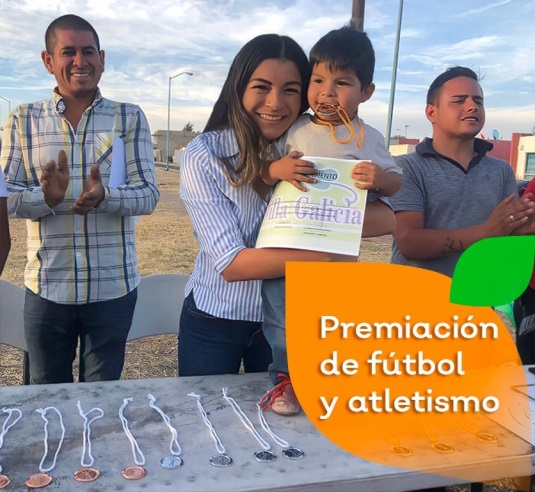 Villa Galicia
Premiación
de fútbol
y atletismo